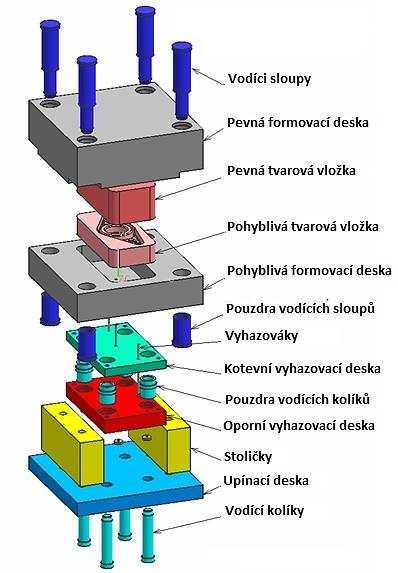 Vodíci sloupy
Pevná formovací deska
Pevná tvarová vložka
Pohyblivá tvarová vložka
Pohyblivá formovací deska
Pouzdra vodících sloupů
Vyhazováky
Kotevní vyhazovací deska
Pouzdra vodících kolíků
Oporní vyhazovací deska
Stoličky
Upínací deska
Vodící kolíky